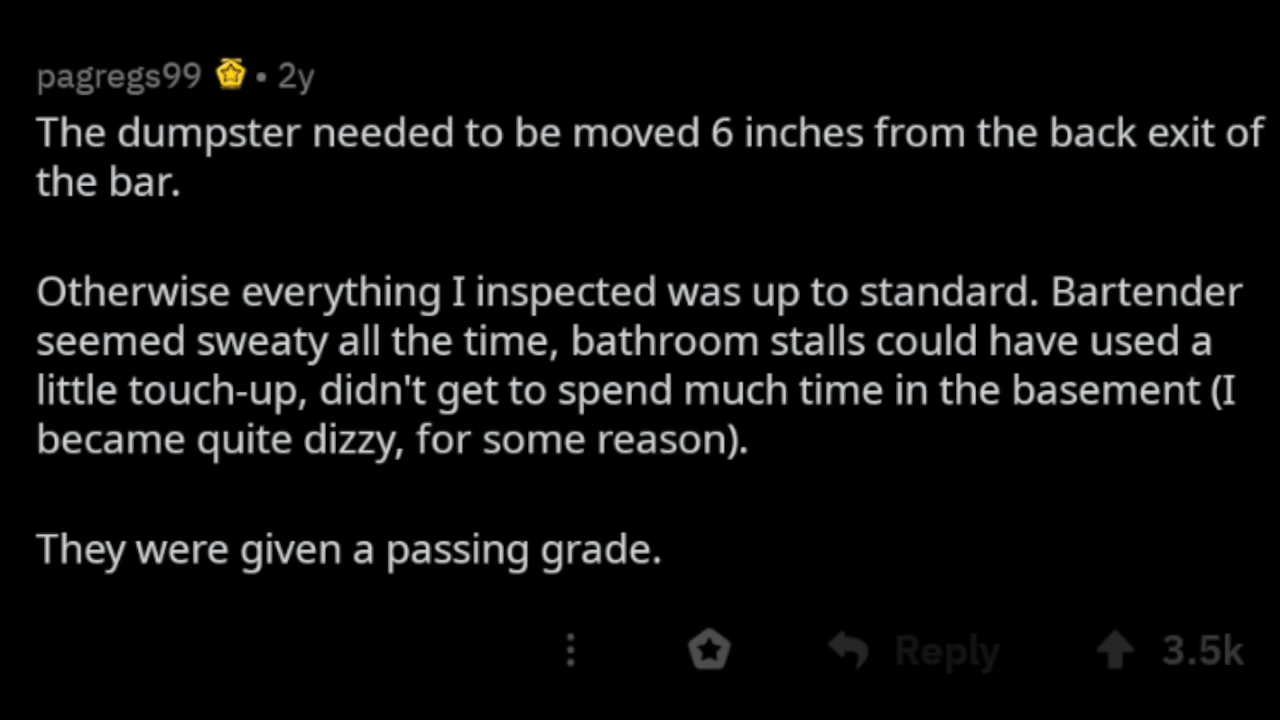 pagregs99 • 2y
The dumpster needed to be moved 6 inches from the back exit of
the bar.
Otherwise everything I inspected was up to standard. Bartender
seemed sweaty all the time, bathroom stalls could have used a
little touch-up, didn't get to spend much time in the basement (I
became quite dizzy, for some reason).
They were given a passing grade.
Reply 3.5k